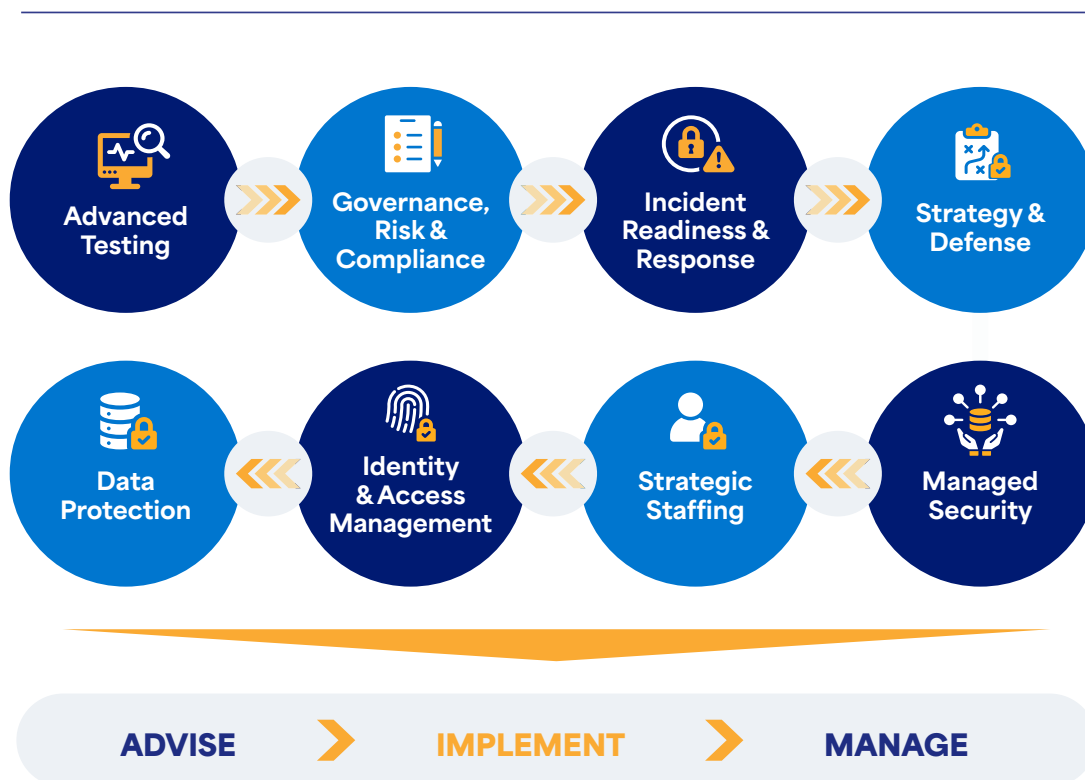 Advanced
Testing
Governance,
Risk &
Compliance
Incident
Readiness &
Response
Strategy &
Defense
Data
Protection
Identity
& Access
Management
Strategic
Staffing
Managed
Security
ADVISE
IMPLEMENT
MANAGE